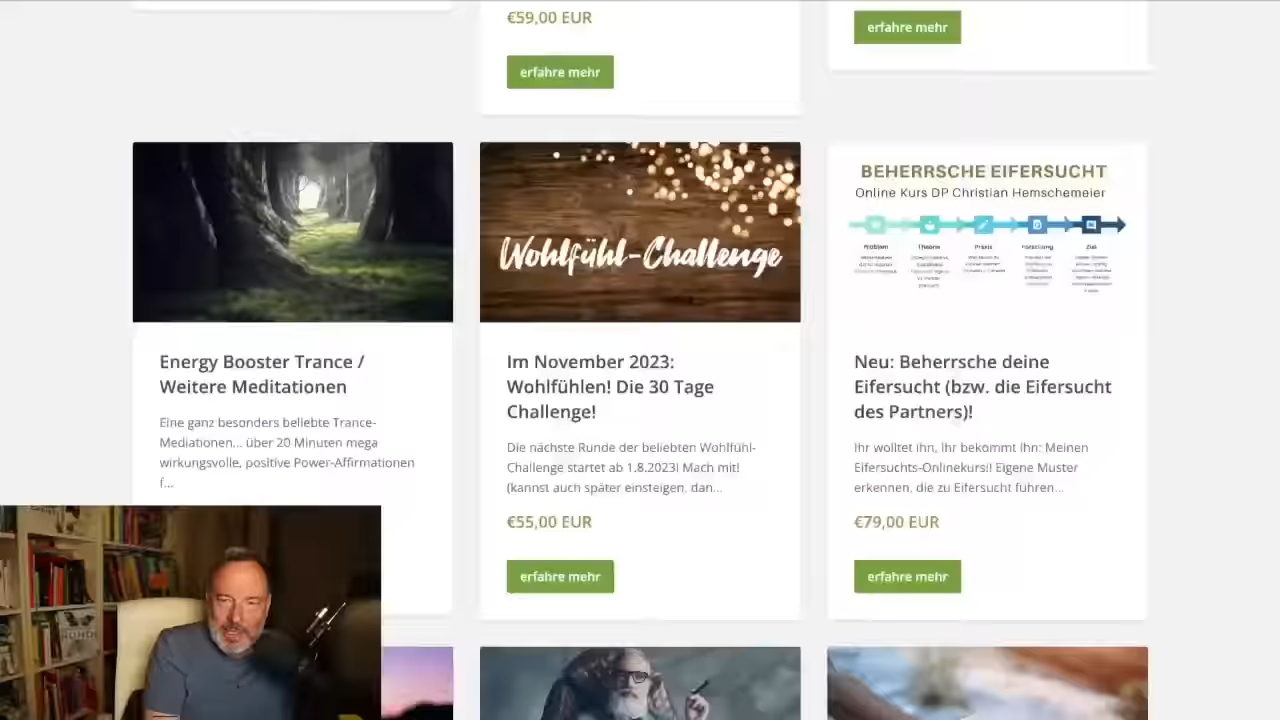 €59,00 EUR
erfahre mehr
erfahre mehr
Energy Booster Trance /
Weitere Meditationen
Eine ganz besonders beliebte Trance-
Mediationen... über 20 Minuten mega
wirkungsvolle, positive Power-Affirmationen
f...
Wohlfühl-Challenge
Im November 2023:
Wohlfühlen! Die 30 Tage
Challenge!
Die nächste Runde der beliebten Wohlfühl-
Challenge startet ab 1.8.2023! Mach mit!
(kannst auch später einsteigen, dan...
€55,00 EUR
erfahre mehr
BEHERRSCHE EIFERSUCHT
Online Kurs DP Christian Hemschemeier
Problem Theorie Praxis Forschung Ziel
Neu: Beherrsche deine
Eifersucht (bzw. die Eifersucht
des Partners)!
Ihr wolltet ihn, ihr bekommt ihn: Meinen
Eifersuchts-Onlinekurs!! Eigene Muster
erkennen, die zu Eifersucht führen...
€79,00 EUR
erfahre mehr